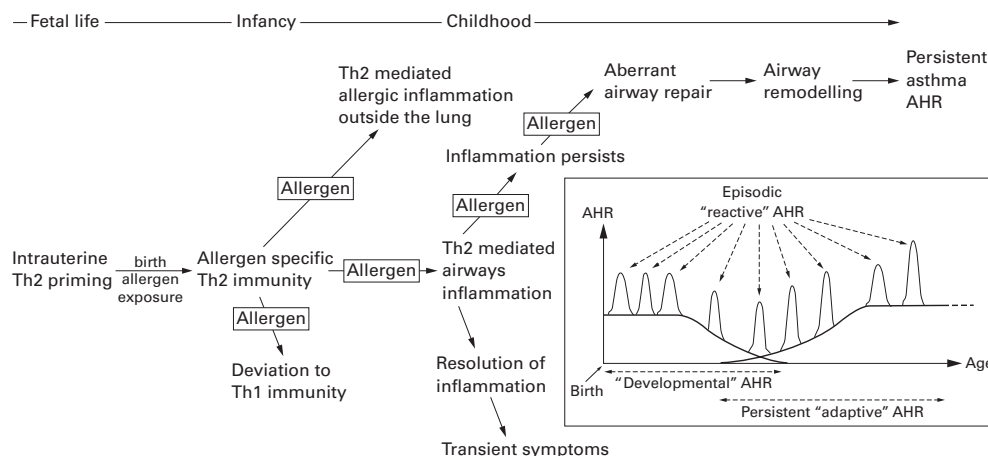 Fetal life
Infancy
Childhood
Th2 mediated
allergic inflammation
outside the lung
Aberrant
airway repair
Airway
remodelling
Persistent
asthma
AHR
Allergen
Inflammation persists
Allergen
Allergen
Intrauterine
Th2 priming
birth
allergen
exposure
Allergen specific
Th2 immunity
Allergen
Th2 mediated
airways
inflammation
Allergen
Deviation to
Th1 immunity
Resolution of
inflammation
Transient symptoms
Episodic
“reactive” AHR
AHR
Age
Birth
“Developmental” AHR
Persistent “adaptive” AHR